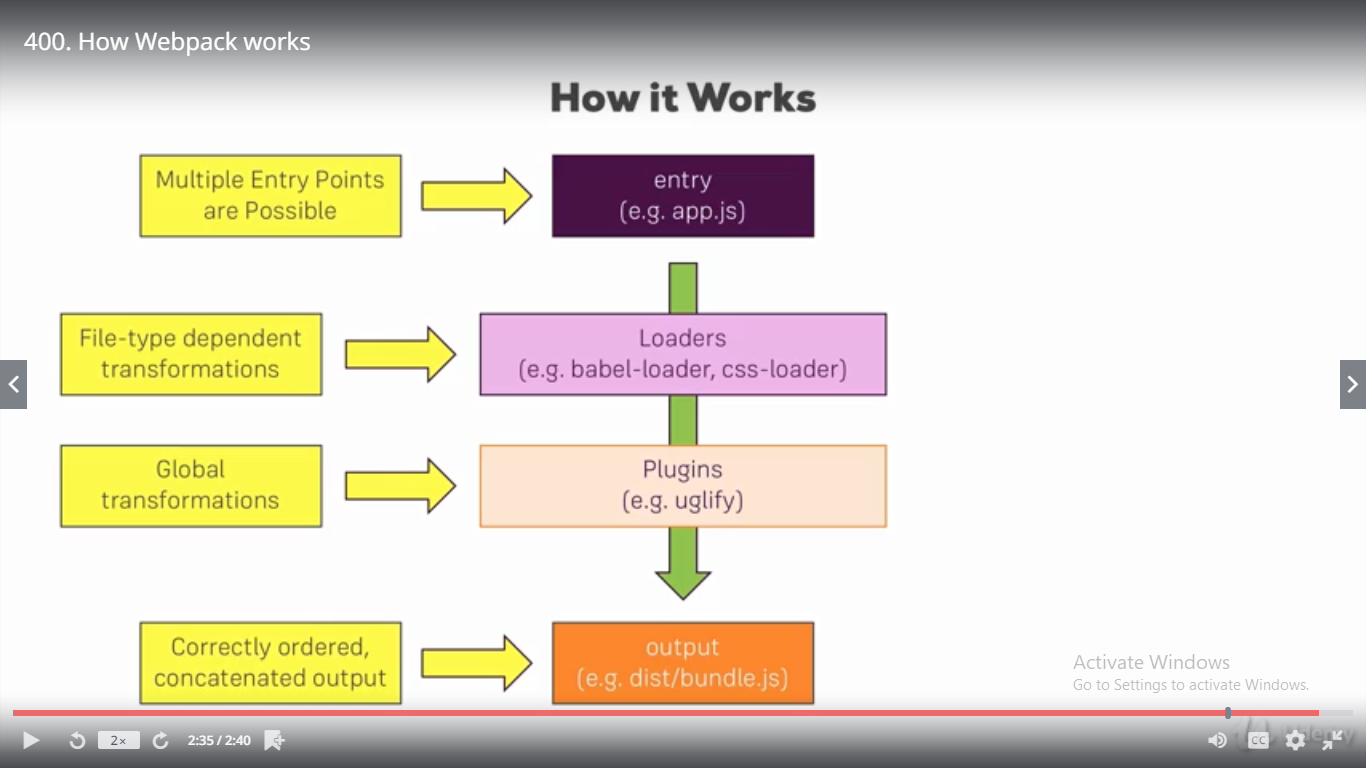 400. How Webpack works
How it Works
Multiple Entry Points
are Possible
entry
(e.g. app.js)
File-type dependent
transformations
Loaders
(e.g. babel-loader, css-loader)
Global
transformations
Plugins
(e.g. uglify)
Correctly ordered,
concatenated output
output
(e.g. dist/bundle.js)
Activate Windows
Go to Settings to activate Windows.
2×
2:35 / 2:40
CC